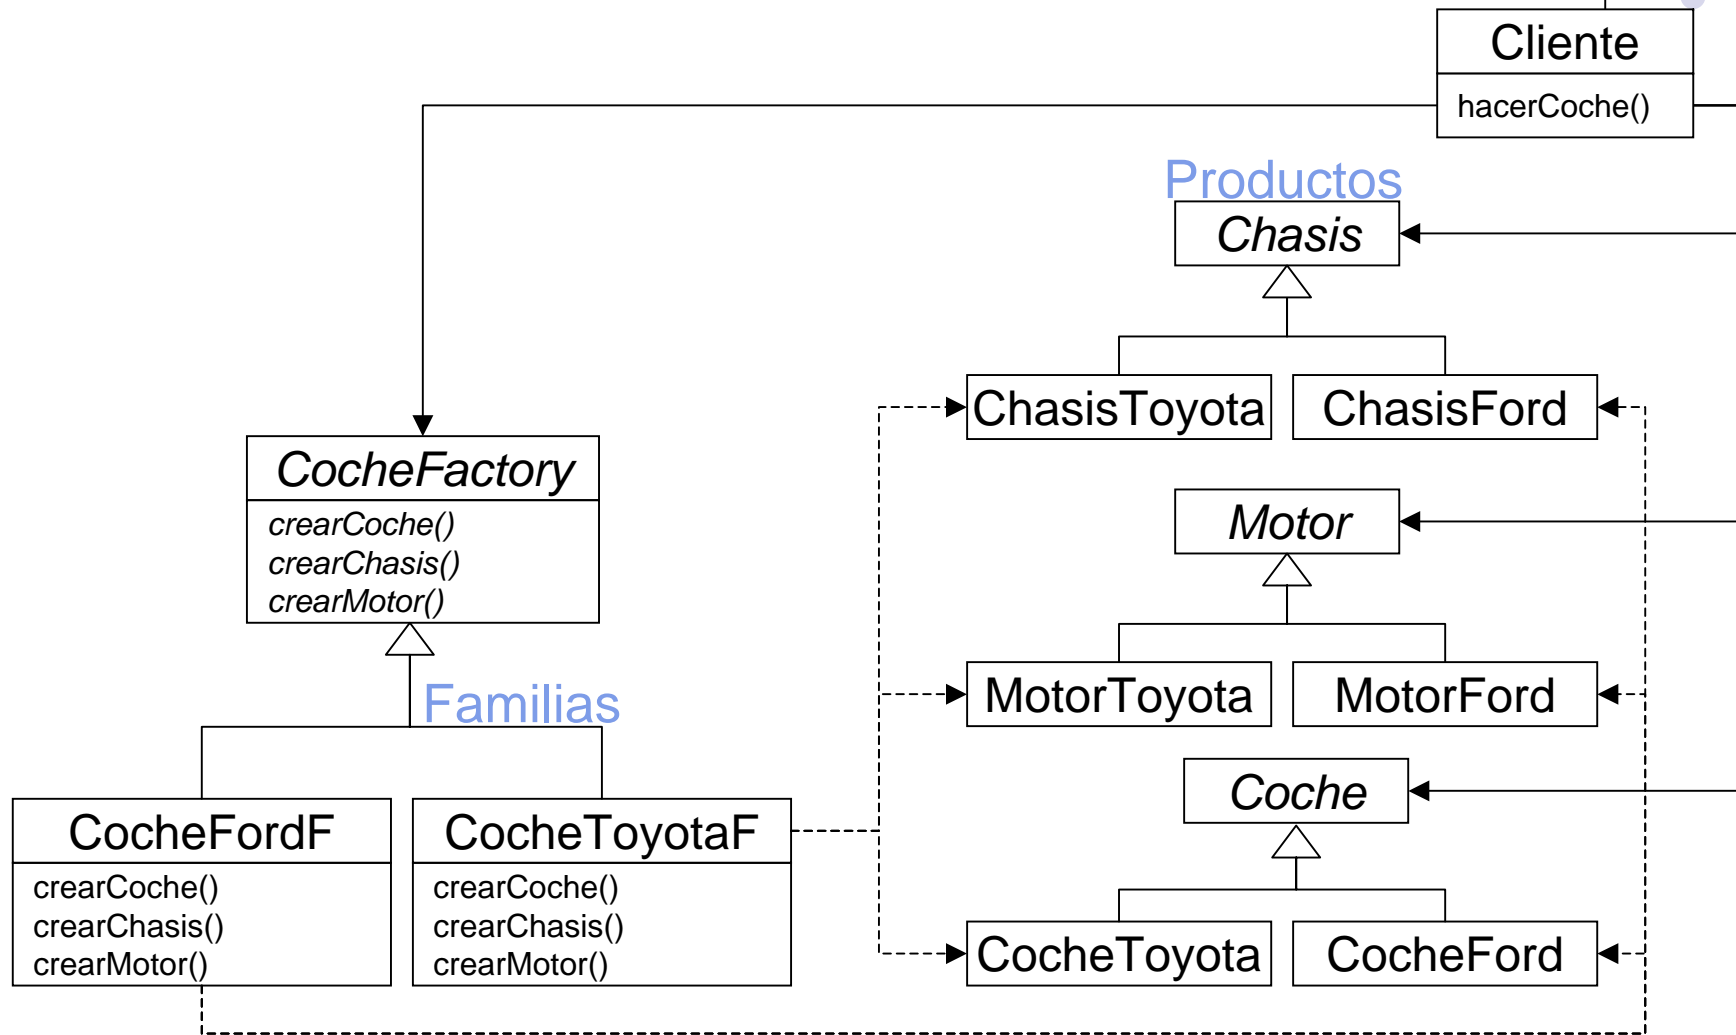 Cliente
hacerCoche()
Productos
Chasis
ChasisToyota
ChasisFord
CocheFactory
crearCoche()
crearChasis()
crearMotor()
Motor
MotorToyota
MotorFord
Familias
Coche
CocheFordF
crearCoche()
crearChasis()
crearMotor()
CocheToyotaF
crearCoche()
crearChasis()
crearMotor()
CocheToyota
CocheFord